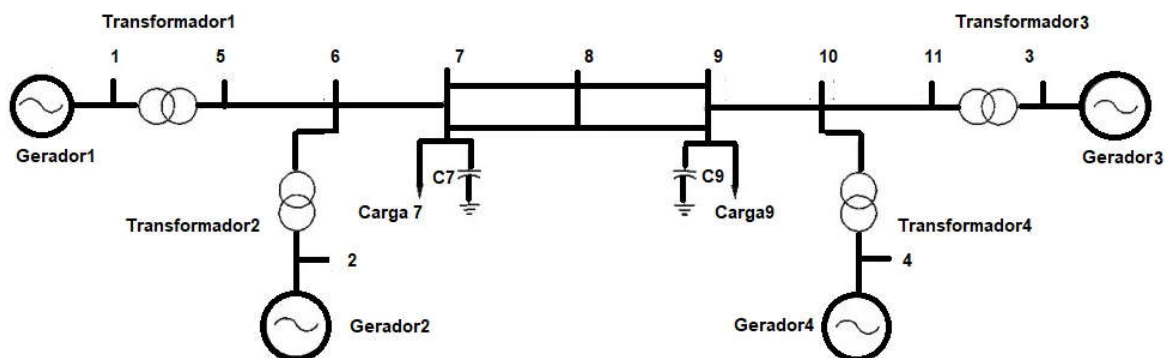 Transformador1
Transformador3
1
5
6
7
8
9
10
11
3
Gerador1
Gerador3
C7
C9
Carga 7
Carga9
Transformador2
Transformador4
2
4
Gerador2
Gerador4